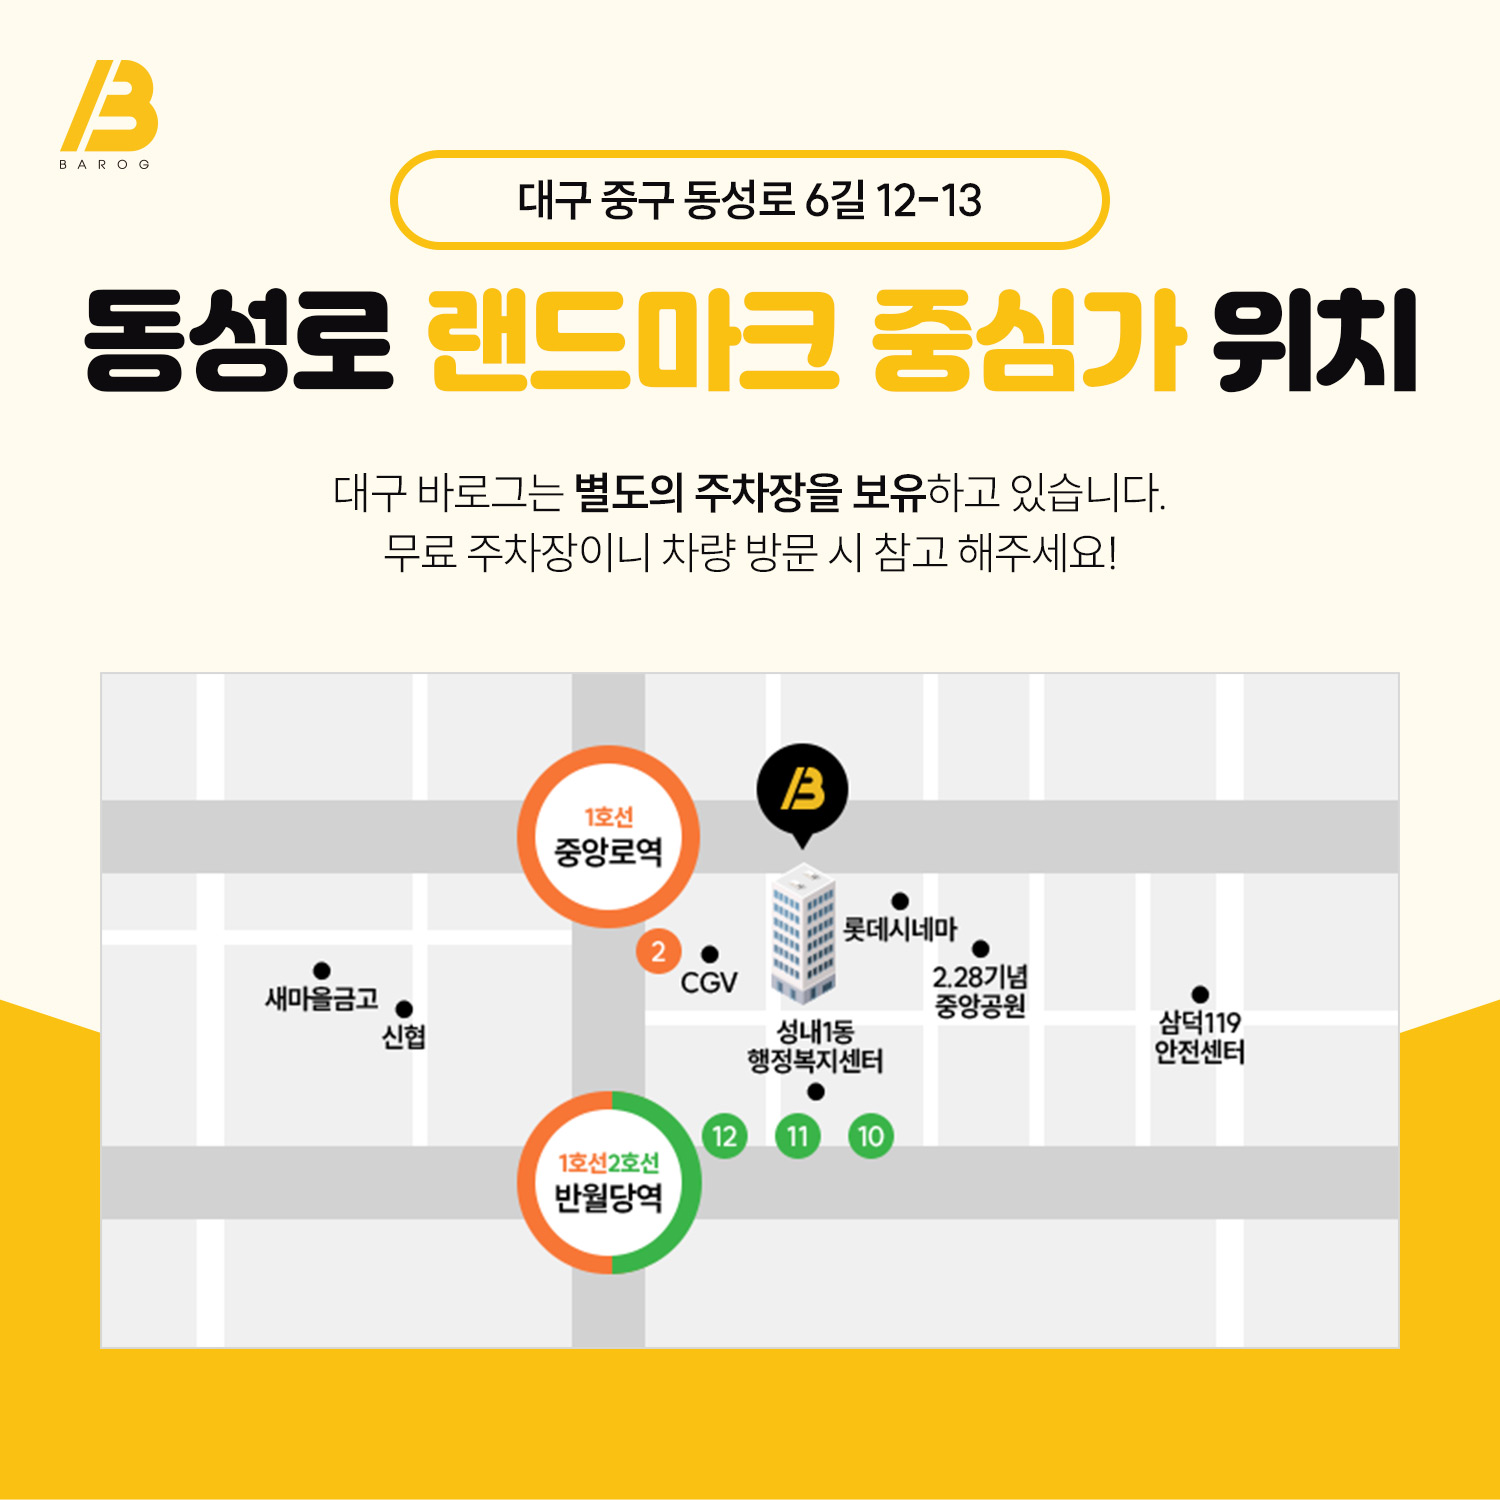 BAROG
대구 중구 동성로 6길 12-13
동성로 랜드마크 중심가 위치
대구 바로그는 별도의 주차장을 보유하고 있습니다.
무료 주차장이니 차량 방문 시 참고 해주세요!
1호선
중앙로역
2
CGV
롯데시네마
2.28기념
중앙공원
새마을금고
신협
성내1동
행정복지센터
삼덕119
안전센터
12
11
10
1호선2호선
반월당역